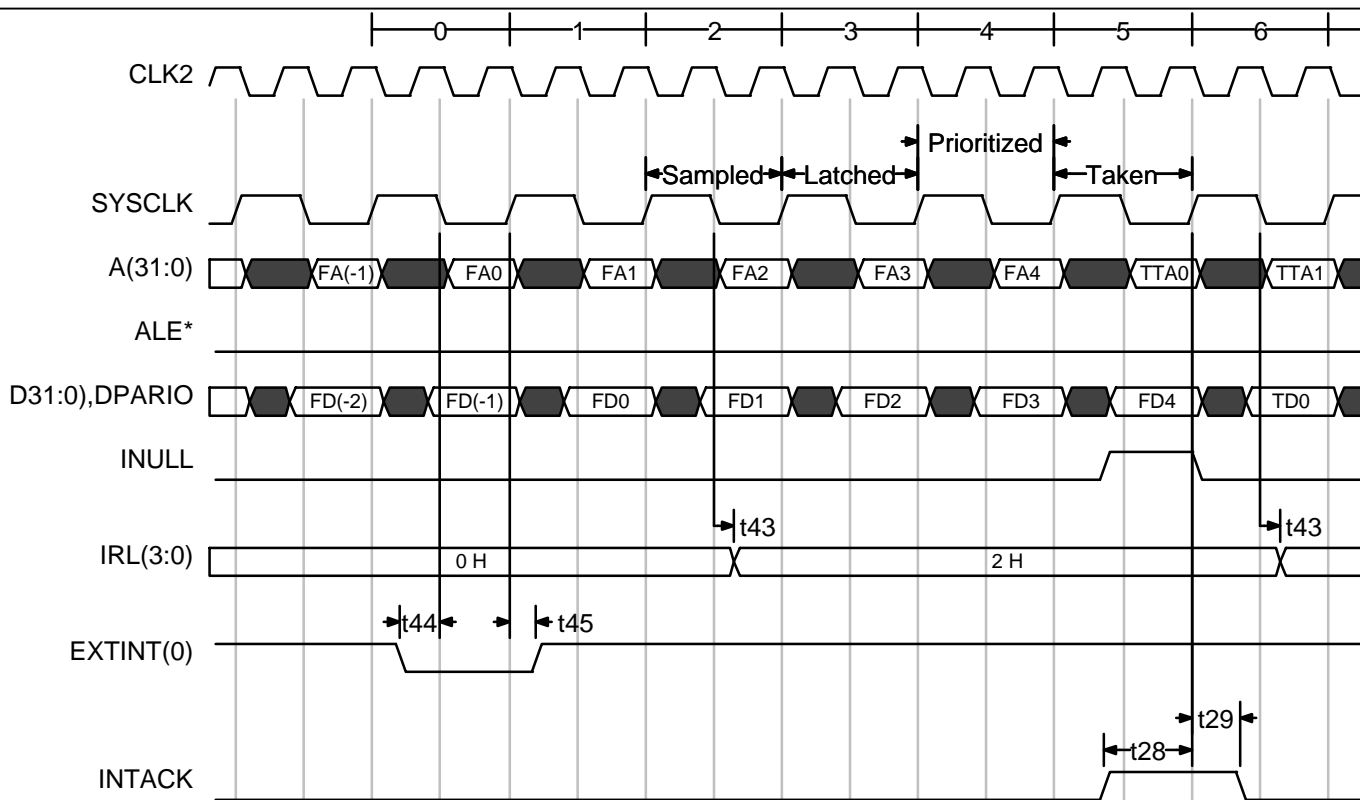 0 1 2 3 4 5 6
CLK2
Prioritized
Sampled Latched Taken
SYSCLK
A(31:0) FA(-1) FA0 FA1 FA2 FA3 FA4 TTA0 TTA1
ALE*
D31:0),DPARIO FD(-2) FD(-1) FD0 FD1 FD2 FD3 FD4 TD0
INULL
t43 t43
IRL(3:0) 0 H 2 H
t44 t45
EXTINT(0)
t29
t28
INTACK